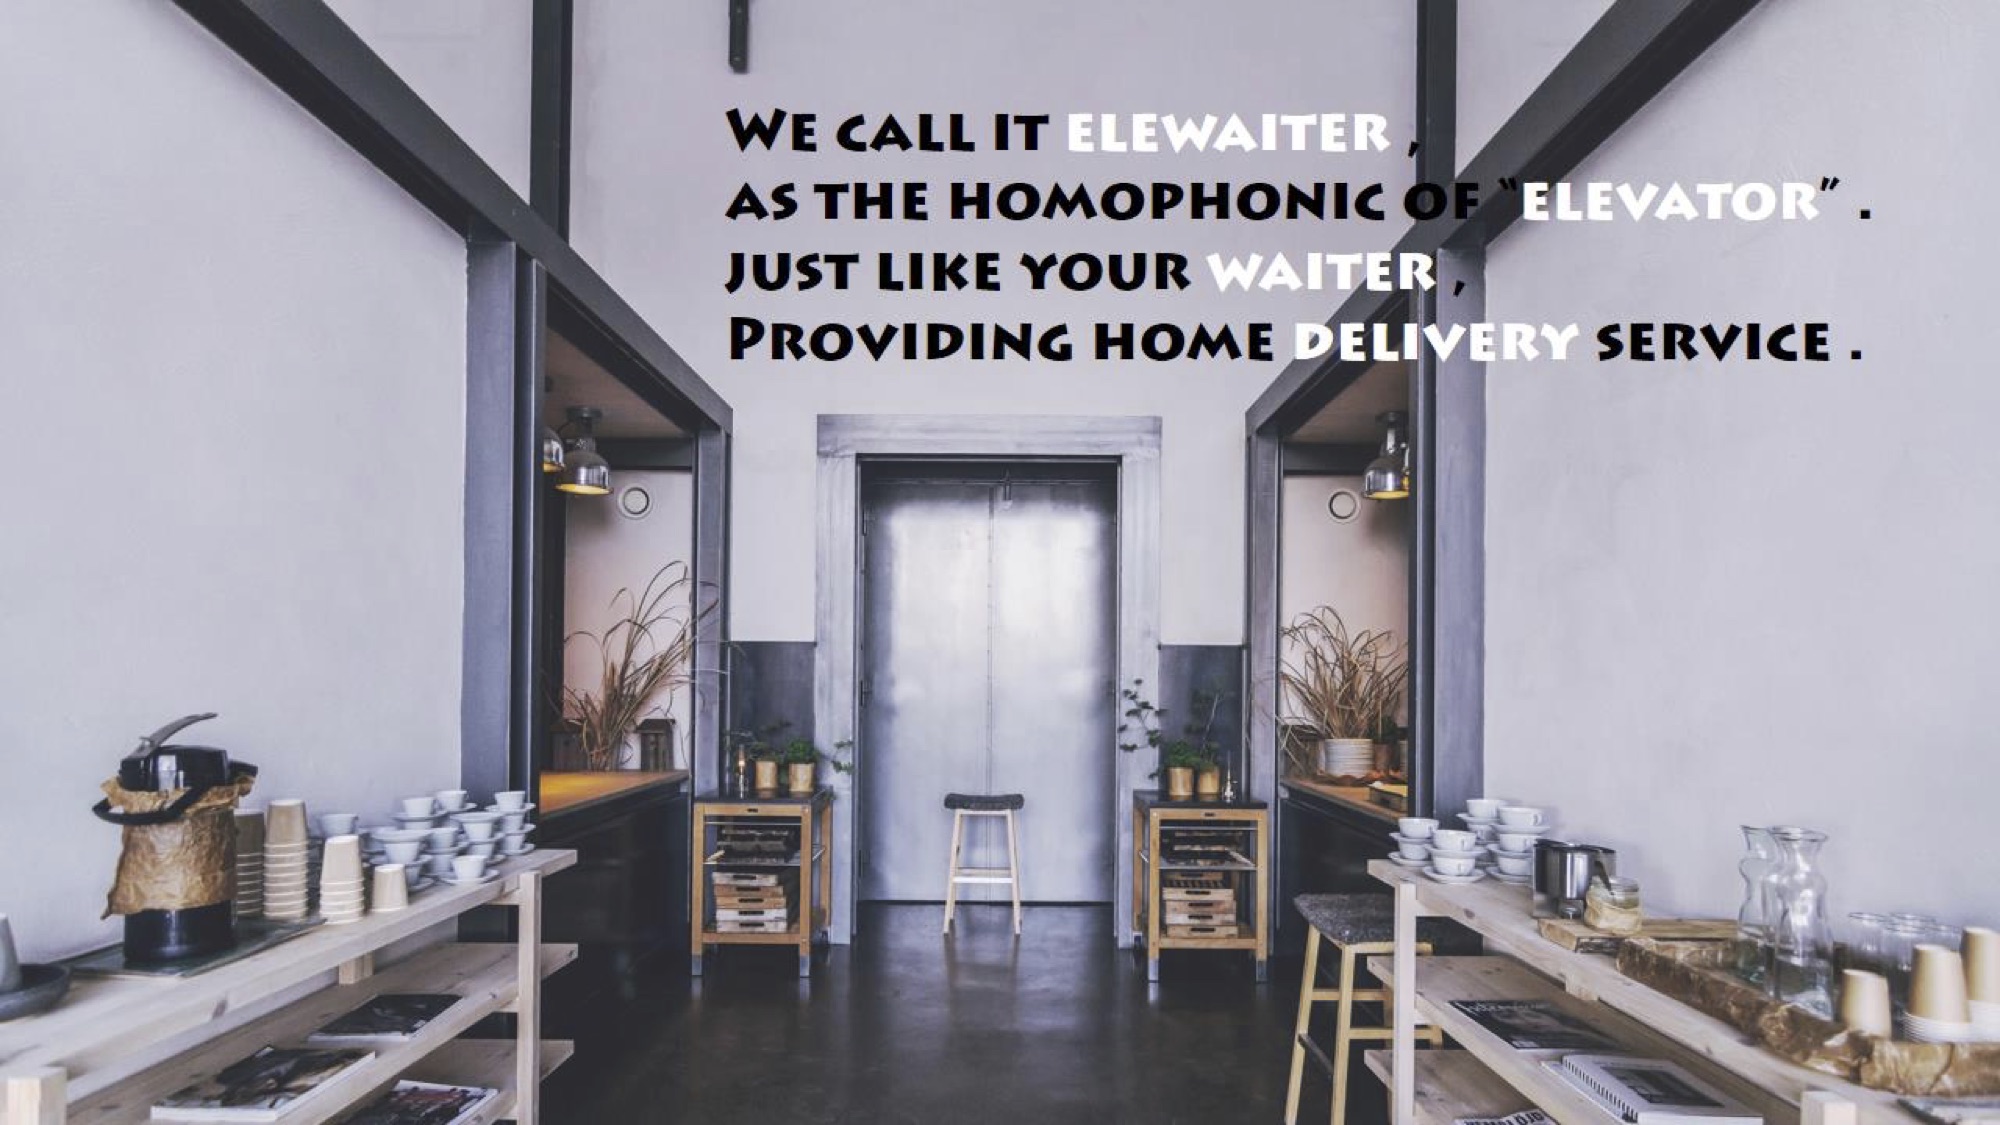 WE CALL IT ELEWAITER ,
AS THE HOMOPHONIC OF "ELEVATOR" .
JUST LIKE YOUR WAITER ,
PROVIDING HOME DELIVERY SERVICE .